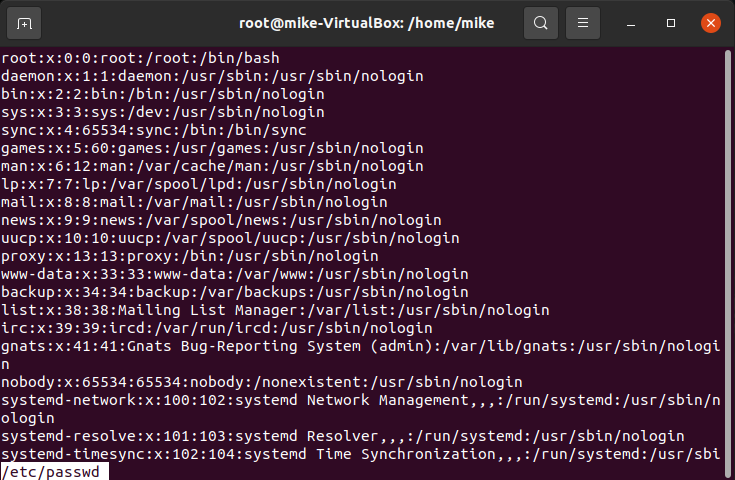 root@mike-VirtualBox: /home/mike
root:x:0:0:root:/root:/bin/bash
daemon:x:1:1:daemon:/usr/sbin:/usr/sbin/nologin
bin:x:2:2:bin:/bin:/usr/sbin/nologin
sys:x:3:3:sys:/dev:/usr/sbin/nologin
sync:x:4:65534:sync:/bin:/bin/sync
games:x:5:60:games:/usr/games:/usr/sbin/nologin
man:x:6:12:man:/var/cache/man:/usr/sbin/nologin
lp:x:7:7:lp:/var/spool/lpd:/usr/sbin/nologin
mail:x:8:8:mail:/var/mail:/usr/sbin/nologin
news:x:9:9:news:/var/spool/news:/usr/sbin/nologin
uucp:x:10:10:uucp:/var/spool/uucp:/usr/sbin/nologin
proxy:x:13:13:proxy:/bin:/usr/sbin/nologin
www-data:x:33:33:www-data:/var/www:/usr/sbin/nologin
backup:x:34:34:backup:/var/backups:/usr/sbin/nologin
list:x:38:38:Mailing List Manager:/var/list:/usr/sbin/nologin
irc:x:39:39:ircd:/var/run/ircd:/usr/sbin/nologin
gnats:x:41:41:Gnats Bug-Reporting System (admin):/var/lib/gnats:/usr/sbin/nologi
n
nobody:x:65534:65534:nobody:/nonexistent:/usr/sbin/nologin
systemd-network:x:100:102:systemd Network Management,,,:/run/systemd:/usr/sbin/n
ologin
systemd-resolve:x:101:103:systemd Resolver,,,:/run/systemd:/usr/sbin/nologin
systemd-timesync:x:102:104:systemd Time Synchronization,,,:/run/systemd:/usr/sbi
/etc/passwd